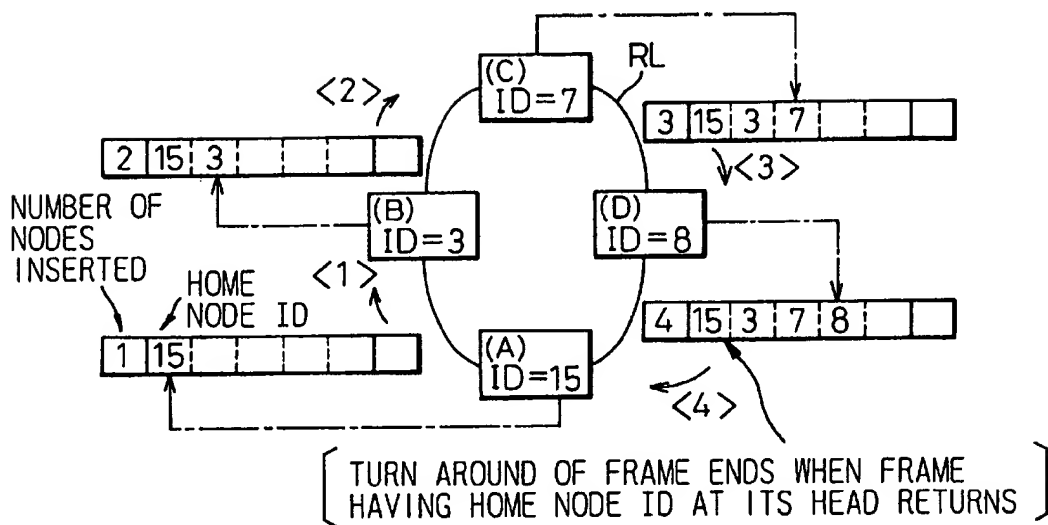 (C)
ID=7
RL
<2>
3 15 3 7
2 15 3
<3>
(B)
ID=3
(D)
ID=8
NUMBER OF
NODES
INSERTED
<1>
HOME
NODE ID
4 15 3 7 8
1 15
(A)
ID=15
<4>
TURN AROUND OF FRAME ENDS WHEN FRAME
HAVING HOME NODE ID AT ITS HEAD RETURNS